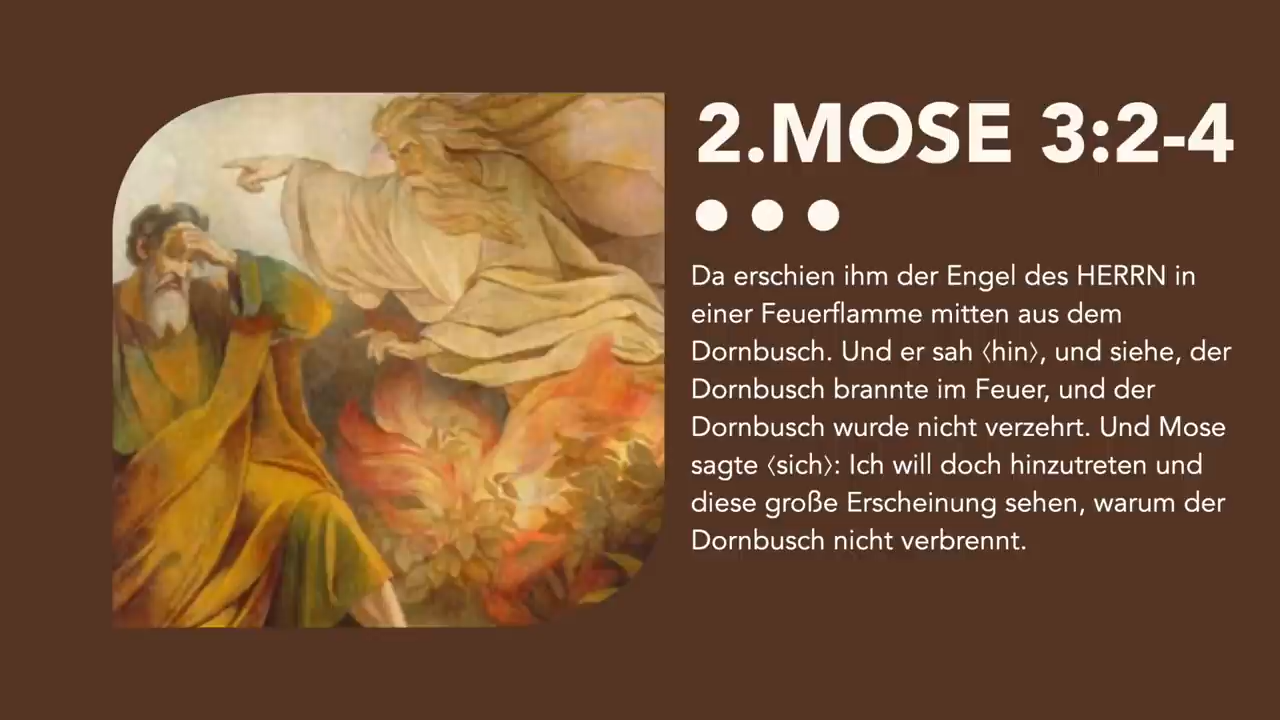 2.MOSE 3:2-4
Da erschien ihm der Engel des HERRN in
einer Feuerflamme mitten aus dem
Dornbusch. Und er sah 〈hin〉, und siehe, der
Dornbusch brannte im Feuer, und der
Dornbusch wurde nicht verzehrt. Und Mose
sagte 〈sich〉: Ich will doch hinzutreten und
diese große Erscheinung sehen, warum der
Dornbusch nicht verbrennt.